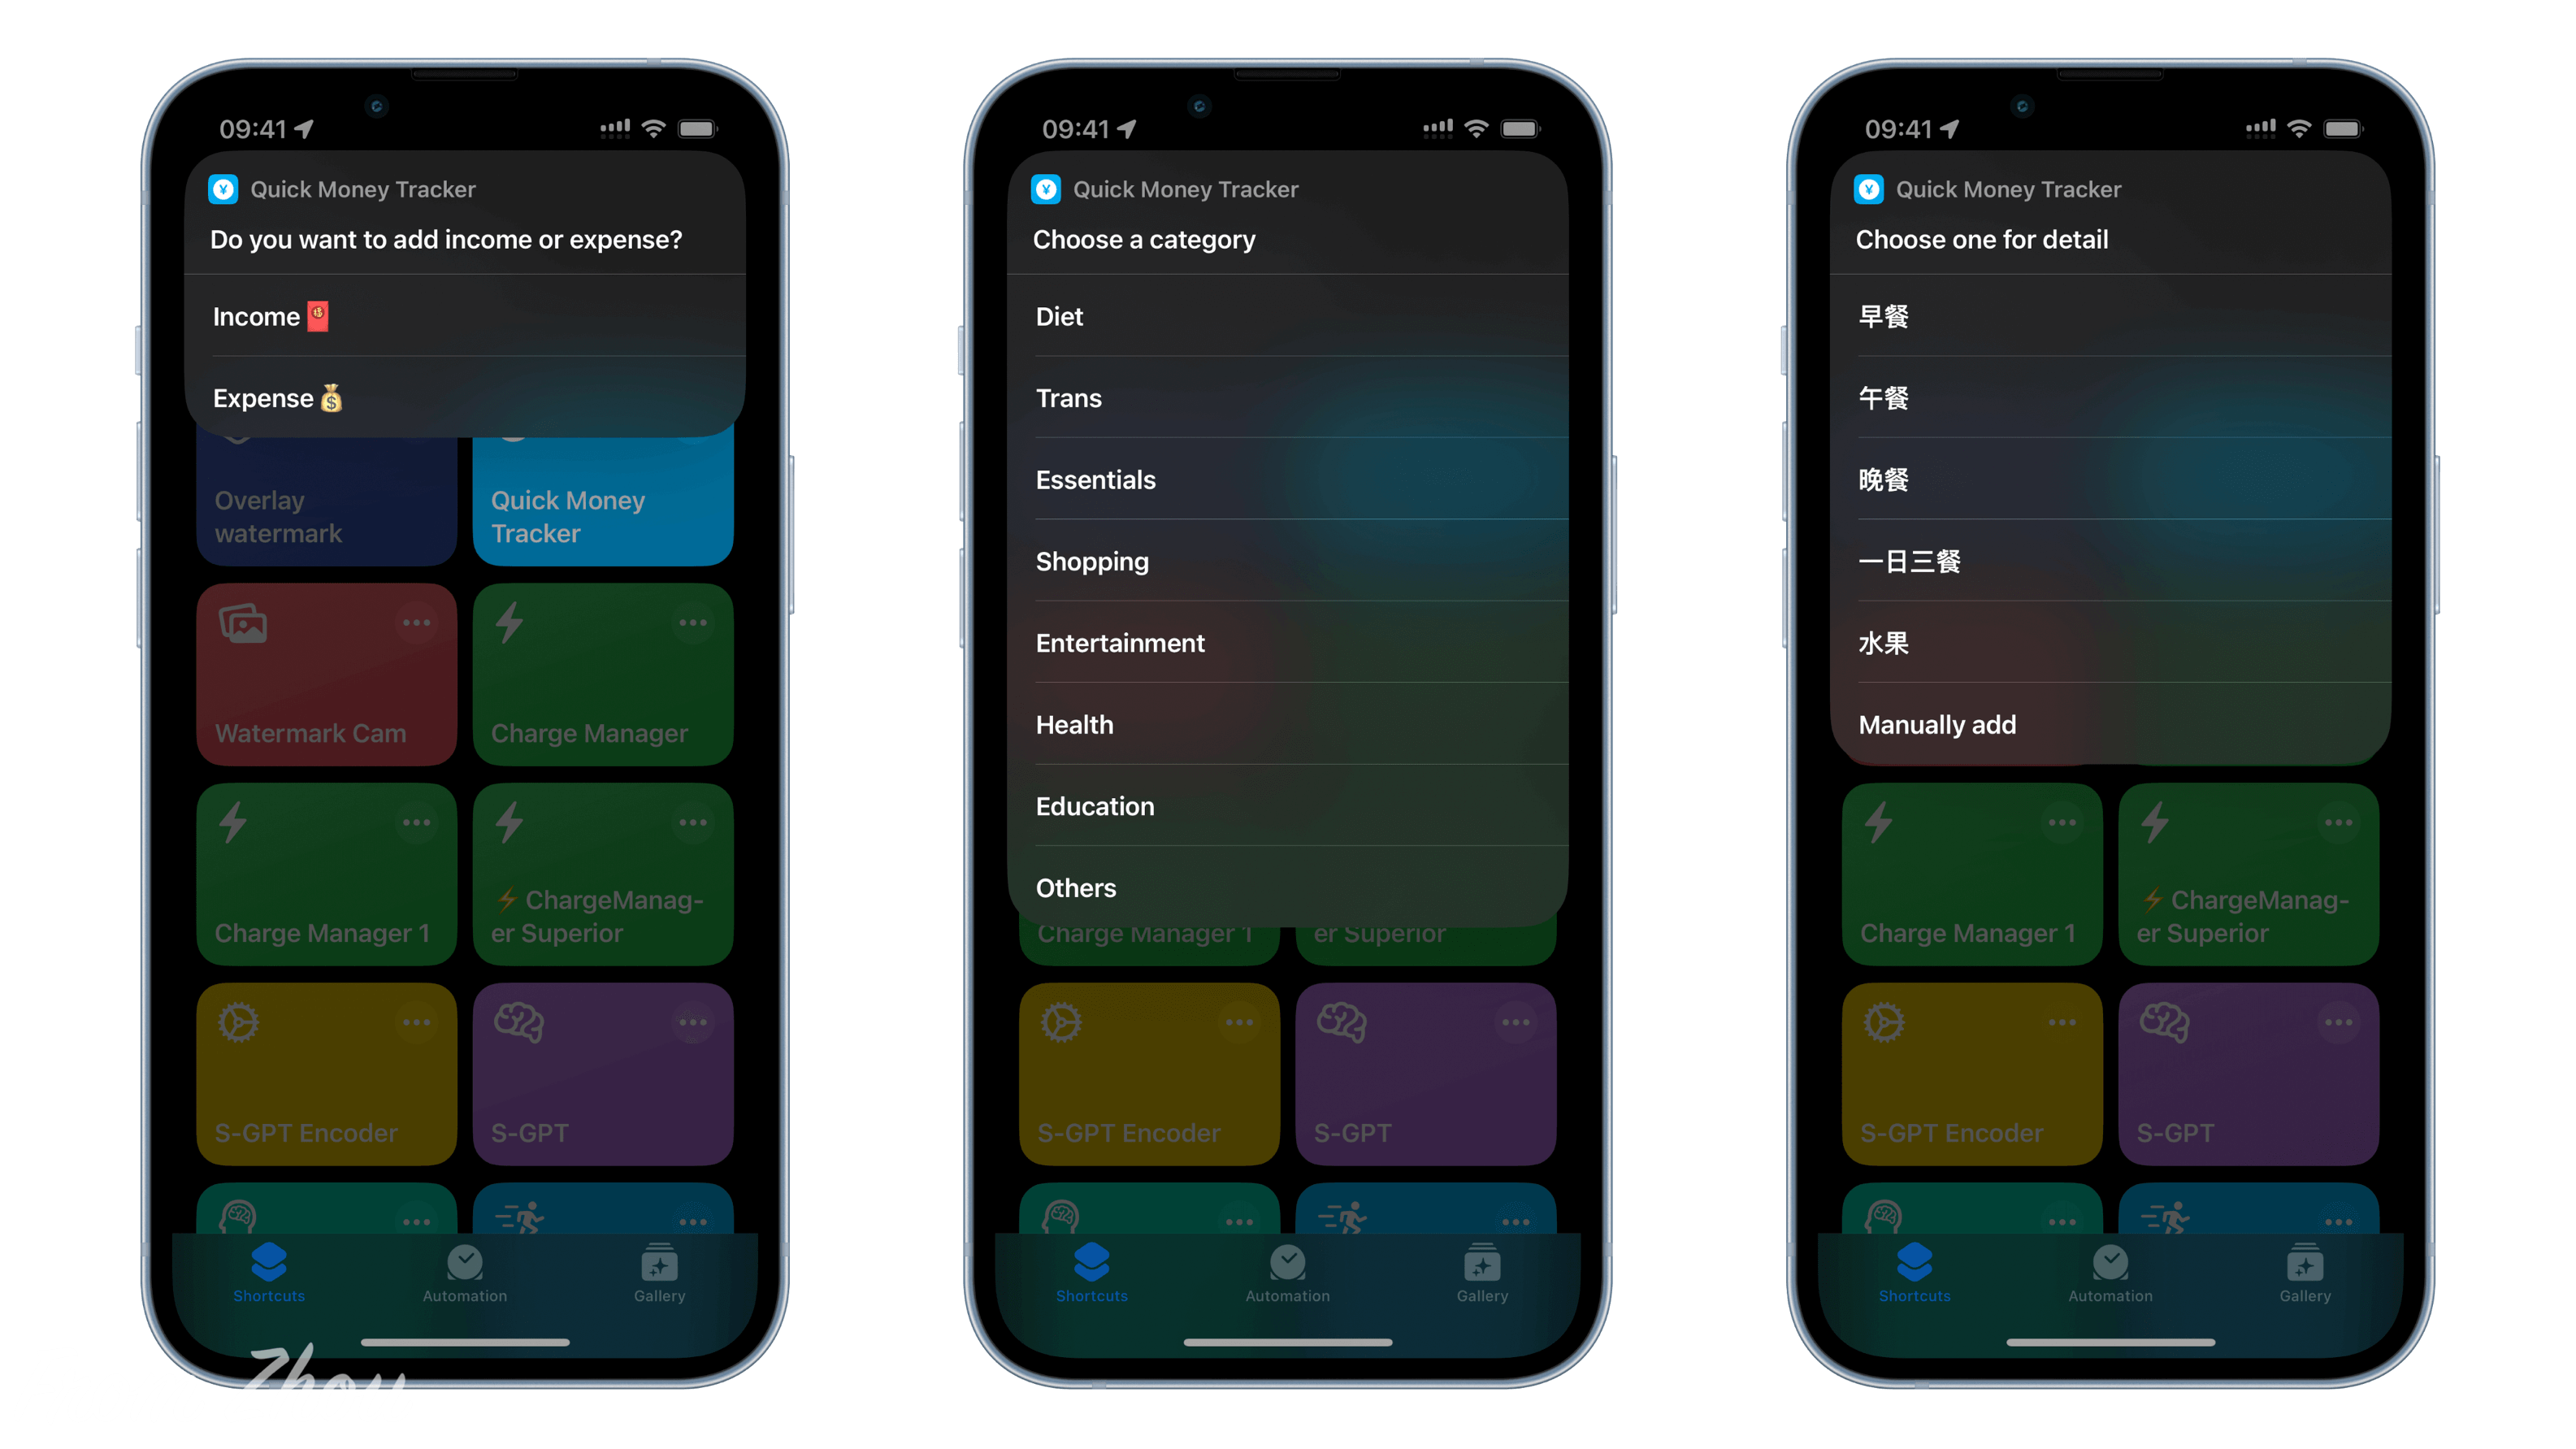 09:41
Quick Money Tracker
Do you want to add income or expense?
Income🧧
Expense💰
Overlay
watermark
Quick Money
Tracker
Watermark Cam
Charge Manager
Charge Manager 1
⚡ ChargeManag-
er Superior
S-GPT Encoder
S-GPT
Shortcuts
Automation
Gallery
Zhou
09:41
Quick Money Tracker
Choose a category
Diet
Trans
Essentials
Shopping
Entertainment
Health
Education
Others
Charge Manager 1
er Superior
S-GPT Encoder
S-GPT
Shortcuts
Automation
Gallery
09:41
Quick Money Tracker
Choose one for detail
早餐
午餐
晚餐
一日三餐
水果
Manually add
Charge Manager 1
⚡ ChargeManag-
er Superior
S-GPT Encoder
S-GPT
Shortcuts
Automation
Gallery